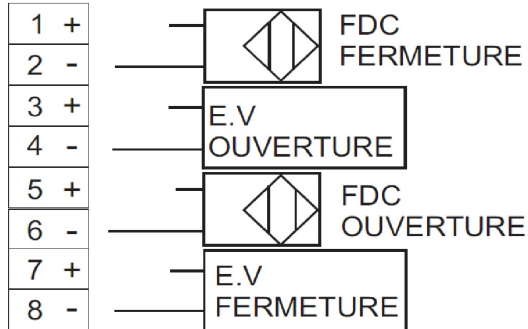 1 +
FDC
2 -
FERMETURE
3 +
E.V
4 -
OUVERTURE
5 +
FDC
6 -
OUVERTURE
7 +
E.V
8 -
FERMETURE